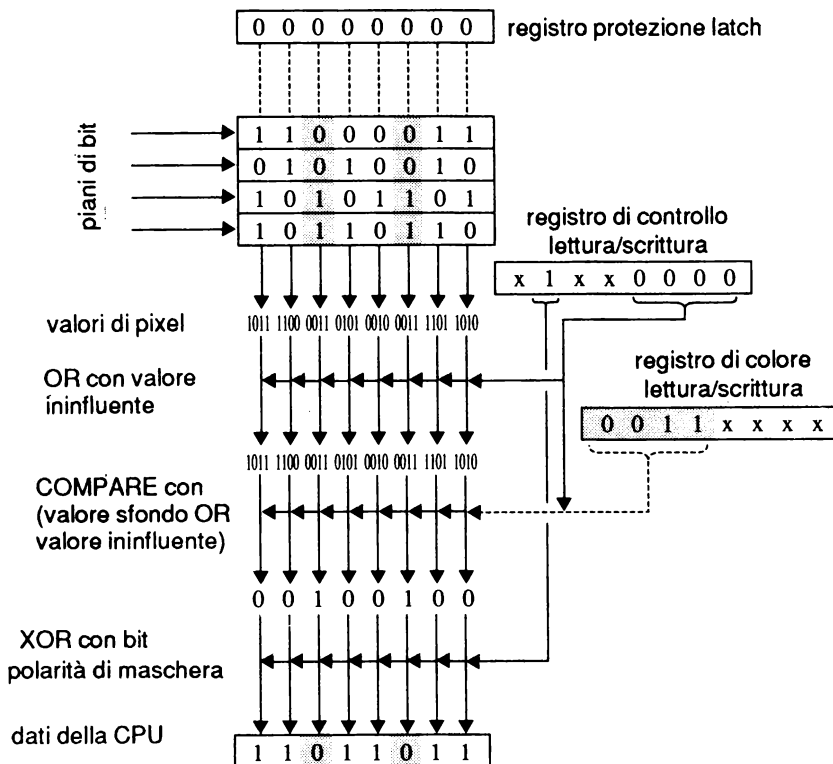 0 0 0 0 0 0 0 0 registro protezione latch
piani di bit
1 1 0 0 0 0 1 1
0 1 0 1 0 0 1 0
1 0 1 0 1 1 0 1
1 0 1 1 0 1 1 0
registro di controllo
lettura/scrittura
x 1 x x 0 0 0 0
valori di pixel
1011 1100 0011 0101 0010 0011 1101 1010
OR con valore
ininfluente
registro di colore
lettura/scrittura
0 0 1 1 x x x x
1011 1100 0011 0101 0010 0011 1101 1010
COMPARE con
(valore sfondo OR
valore ininfluente)
0 0 1 0 0 1 0 0
XOR con bit
polarità di maschera
dati della CPU
1 1 0 1 1 0 1 1